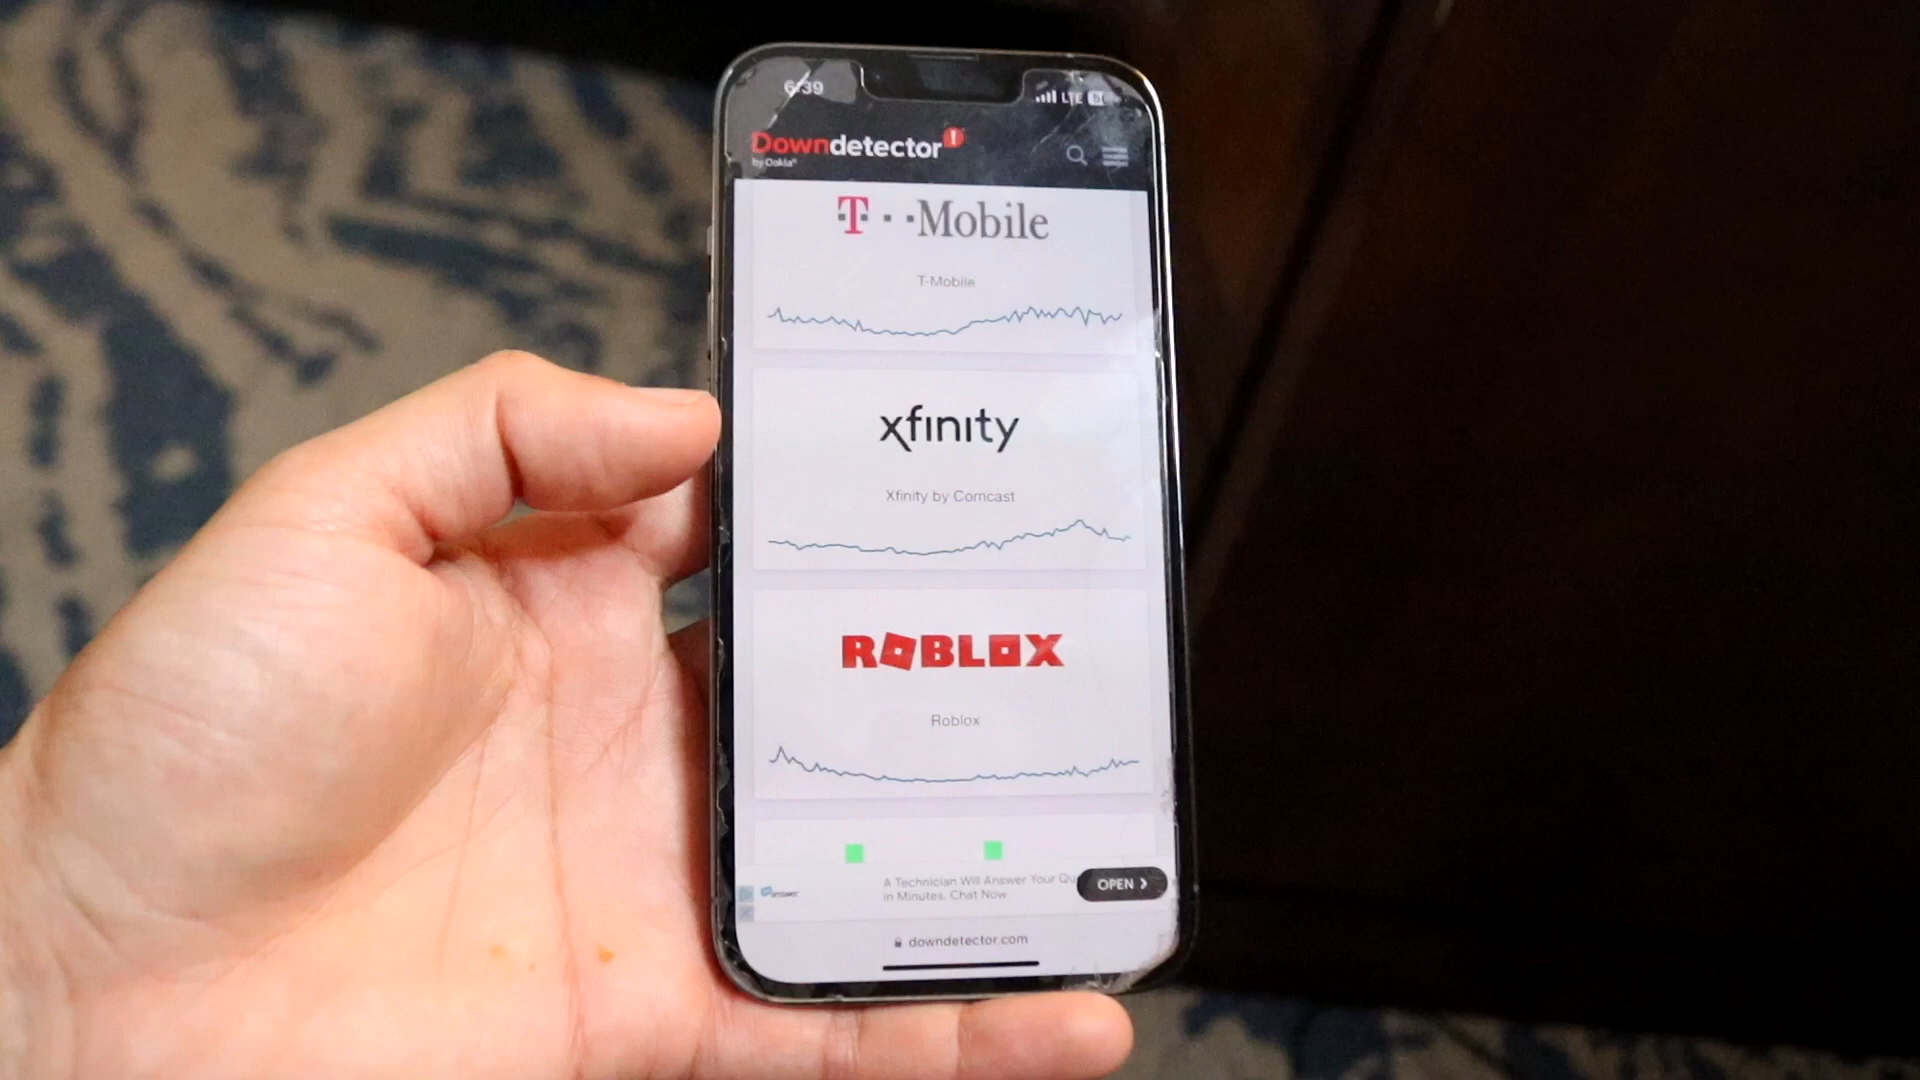 6:39
LTE
Downdetector!
by Ookla®
T··Mobile
T-Mobile
xfinity
Xfinity by Comcast
ROBLOX
Roblox
A Technician Will Answer Your Qu
in Minutes. Chat Now.
OPEN
downdetector.com